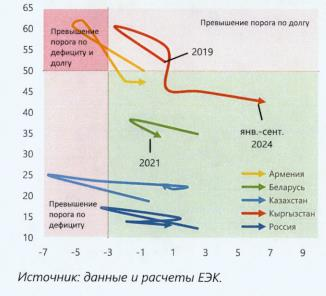 65
60
55
50
45
40
35
30
25
20
15
10
Превышение
порога по
дефициту и
долгу
Превышение порога по долгу
2019
янв.-сент.
2024
2021
Превышение
порога по
дефициту
Армения
Беларусь
Казахстан
Кыргызстан
Россия
-7 -5 -3 -1 1 3 5 7 9
Источник: данные и расчеты ЕЭК.